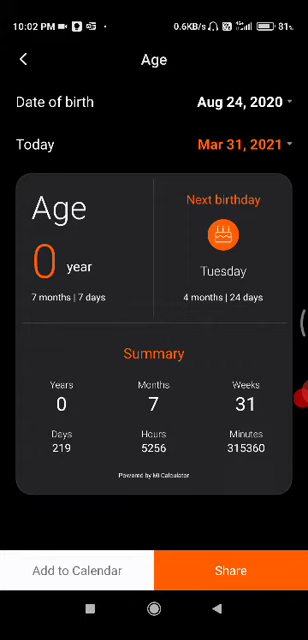 10:02 PM 0.6KB/s 81%
Age
Date of birth Aug 24, 2020
Today Mar 31, 2021
Age
0 year
7 months | 7 days
Next birthday
Tuesday
4 months | 24 days
Summary
Years Months Weeks
0 7 31
Days Hours Minutes
219 5256 315360
Powered by Mi Calculator
Add to Calendar Share